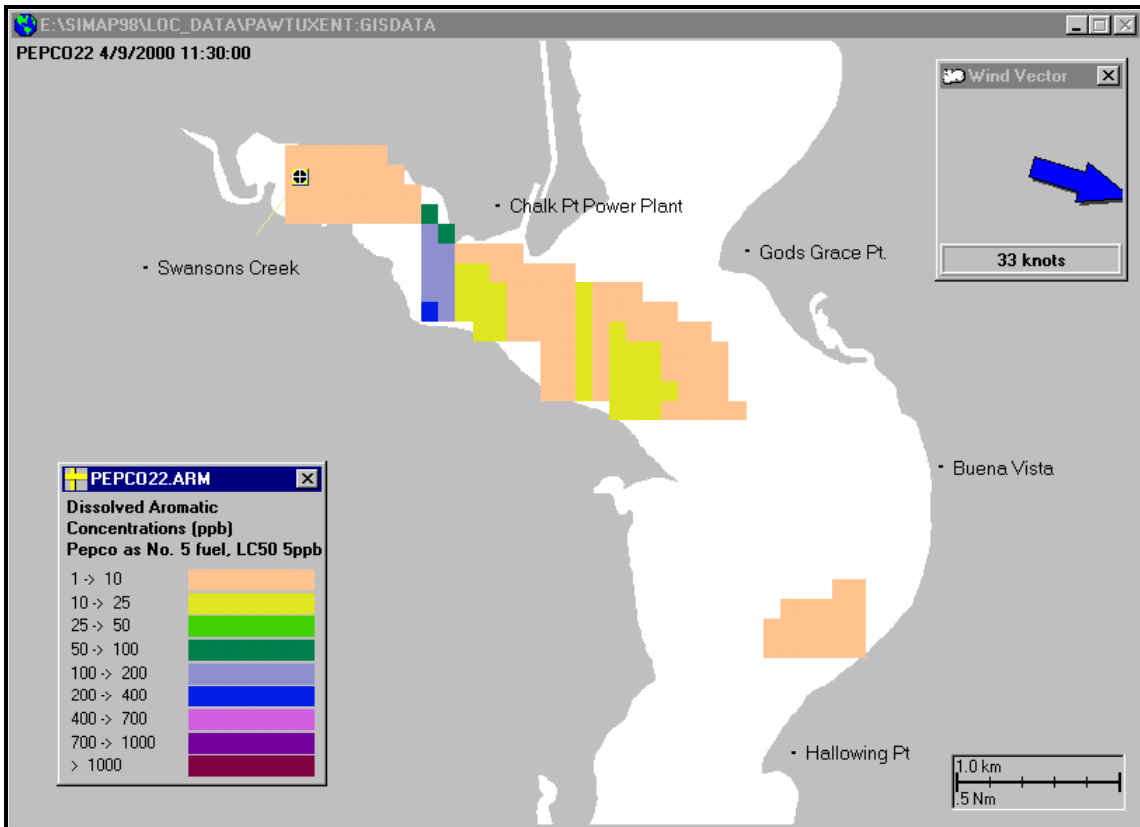 E:\SIMAP98\LOC_DATA\PAWTUXENT:GISDATA
PEPCO22 4/9/2000 11:30:00
Wind Vector
33 knots
Chalk Pt Power Plant
Gods Grace Pt.
Swansons Creek
Buena Vista
Hallowing Pt
PEPCO22.ARM
Dissolved Aromatic
Concentrations (ppb)
Pepco as No. 5 fuel, LC50 5ppb
1 -> 10
10 -> 25
25 -> 50
50 -> 100
100 -> 200
200 -> 400
400 -> 700
700 -> 1000
> 1000
1.0 km
.5 Nm